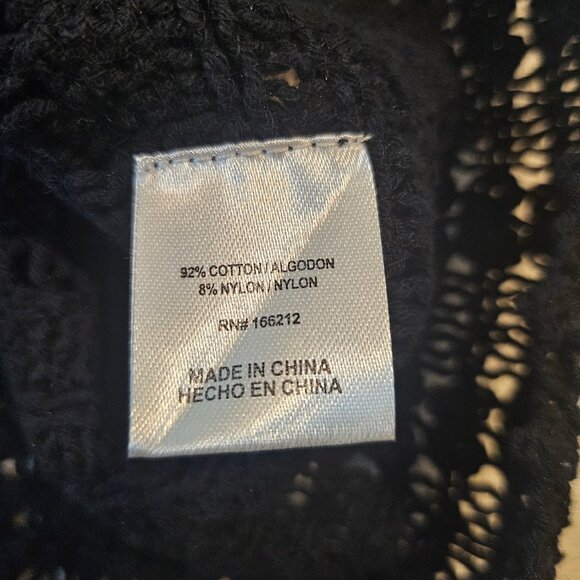 92% COTTON/ALGODON
8% NYLON/NYLON
RN# 166212
MADE IN CHINA
HECHO EN CHINA